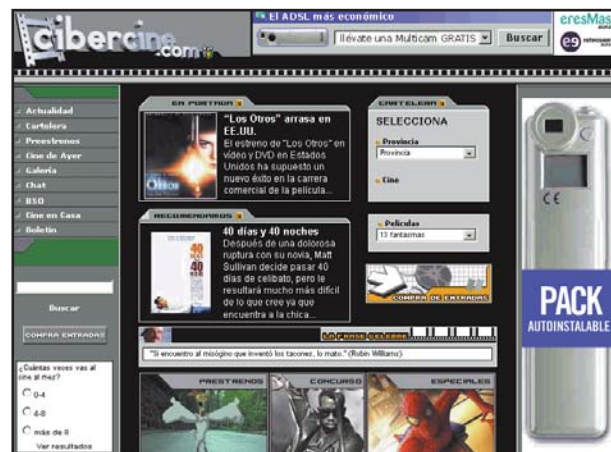 cibercine.com
El ADSL más económico
llévate una Multicam GRATIS
Buscar
eresMas
Actualidad
Cartelera
Preestrenos
Cine de Ayer
Galería
Chat
BSO
Cine en Casa
Boletín
Buscar
COMPRA ENTRADAS
¿Cuántas veces vas al
cine al mes?
0-4
4-8
más de 8
Ver resultados
EN PORTADA
"Los Otros" arrasa en
EE.UU.
El estreno de "Los Otros" en
vídeo y DVD en Estados
Unidos ha supuesto un
nuevo éxito en la carrera
comercial de la película...
RECOMENDAMOS
40 días y 40 noches
Después de una dolorosa
ruptura con su novia, Matt
Sullivan decide pasar 40
días de celibato, pero le
resultará mucho más difícil
de lo que cree ya que
encuentra a la chica...
CARTELERA
SELECCIONA
Provincia
Provincia
Cine
Películas
13 fantasmas
COMPRA DE ENTRADAS
LA FRASE CÉLEBRE
"Si encuentro al misógino que inventó los tacones, lo mato." (Robin Williams)
PRESTRENOS
CONCURSO
ESPECIALES
CE
PACK
AUTOINSTALABLE